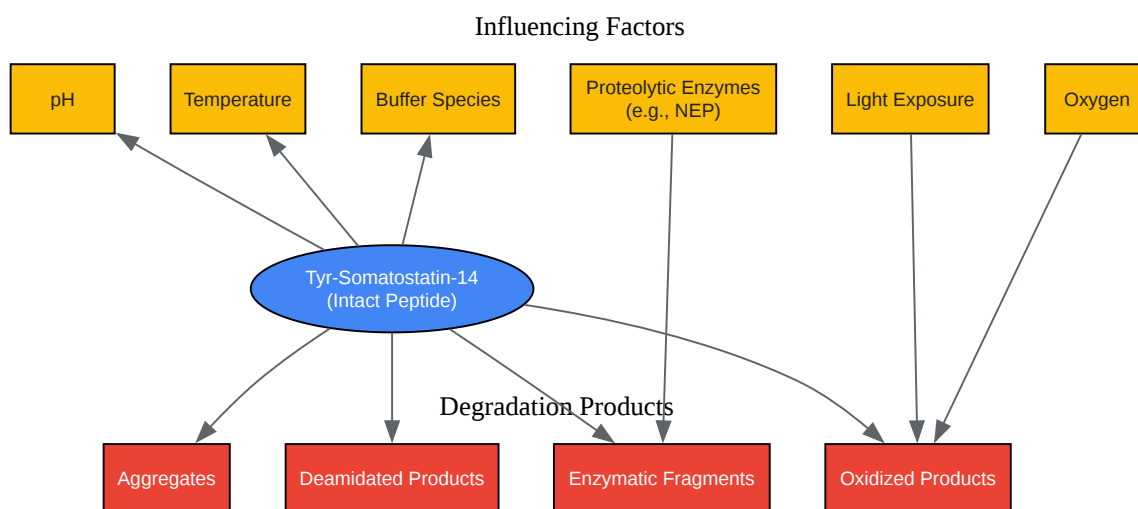 Influencing Factors
pH
Temperature
Buffer Species
Proteolytic Enzymes
(e.g., NEP)
Light Exposure
Oxygen
Tyr-Somatostatin-14
(Intact Peptide)
Degradation Products
Aggregates
Deamidated Products
Enzymatic Fragments
Oxidized Products